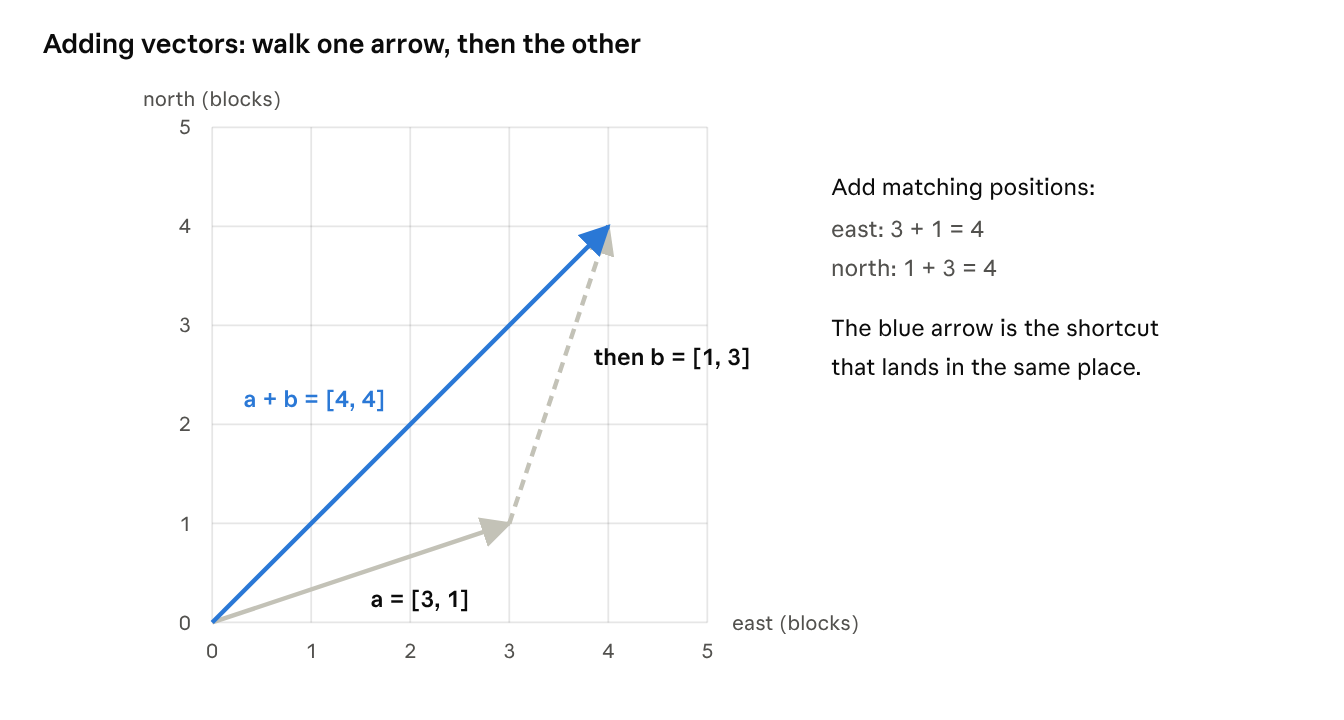 Adding vectors: walk one arrow, then the other
north (blocks)
5
4
3
2
1
0
0 1 2 3 4 5
east (blocks)
a + b = [4, 4]
then b = [1, 3]
a = [3, 1]
Add matching positions:
east: 3 + 1 = 4
north: 1 + 3 = 4
The blue arrow is the shortcut
that lands in the same place.